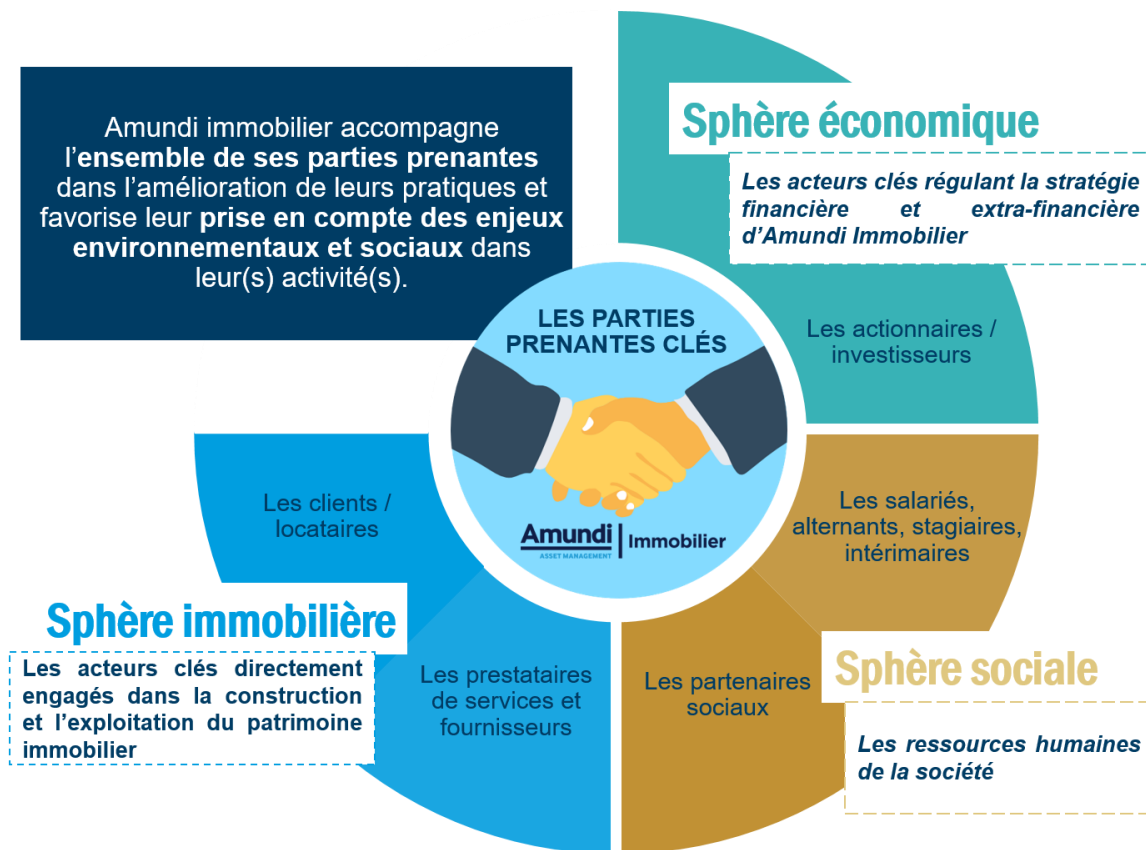 Amundi immobilier accompagne
l'ensemble de ses parties prenantes
dans l'amélioration de leurs pratiques et
favorise leur prise en compte des enjeux
environnementaux et sociaux dans
leur(s) activité(s).
Sphère économique
Les acteurs clés régulant la stratégie
financière et extra-financière
d'Amundi Immobilier
Les actionnaires /
investisseurs
LES PARTIES
PRENANTES CLÉS
Amundi
ASSET MANAGEMENT
Immobilier
Les salariés,
alternants, stagiaires,
intérimaires
Les partenaires
sociaux
Sphère sociale
Les ressources humaines
de la société
Les clients /
locataires
Sphère immobilière
Les acteurs clés directement
engagés dans la construction
et l'exploitation du patrimoine
immobilier
Les prestataires
de services et
fournisseurs